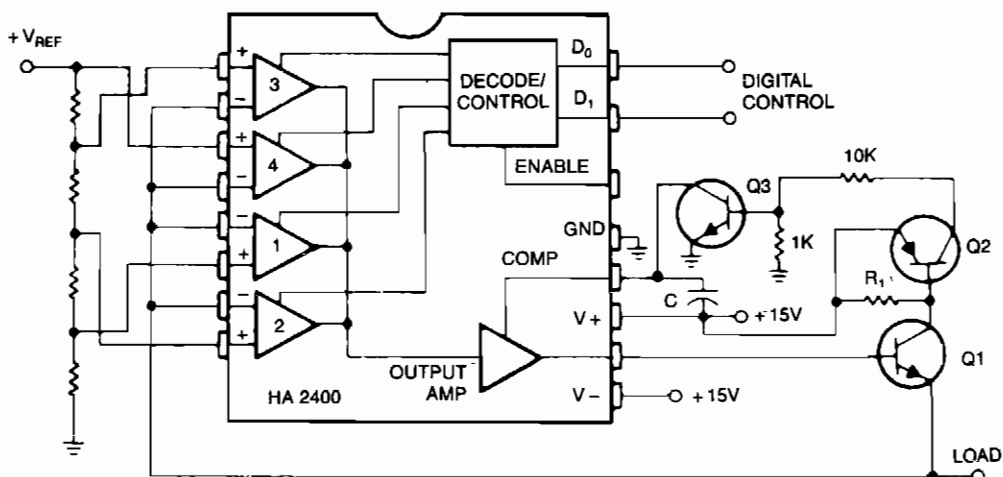 + V_REF
+
−
3
+
−
4
−
+
1
−
+
2
DECODE/
CONTROL
D₀
D₁
DIGITAL
CONTROL
ENABLE
GND
COMP
V +
V −
OUTPUT
AMP
HA 2400
C
+ 15V
+ 15V
Q3
10K
1K
Q2
R₁
Q1
LOAD